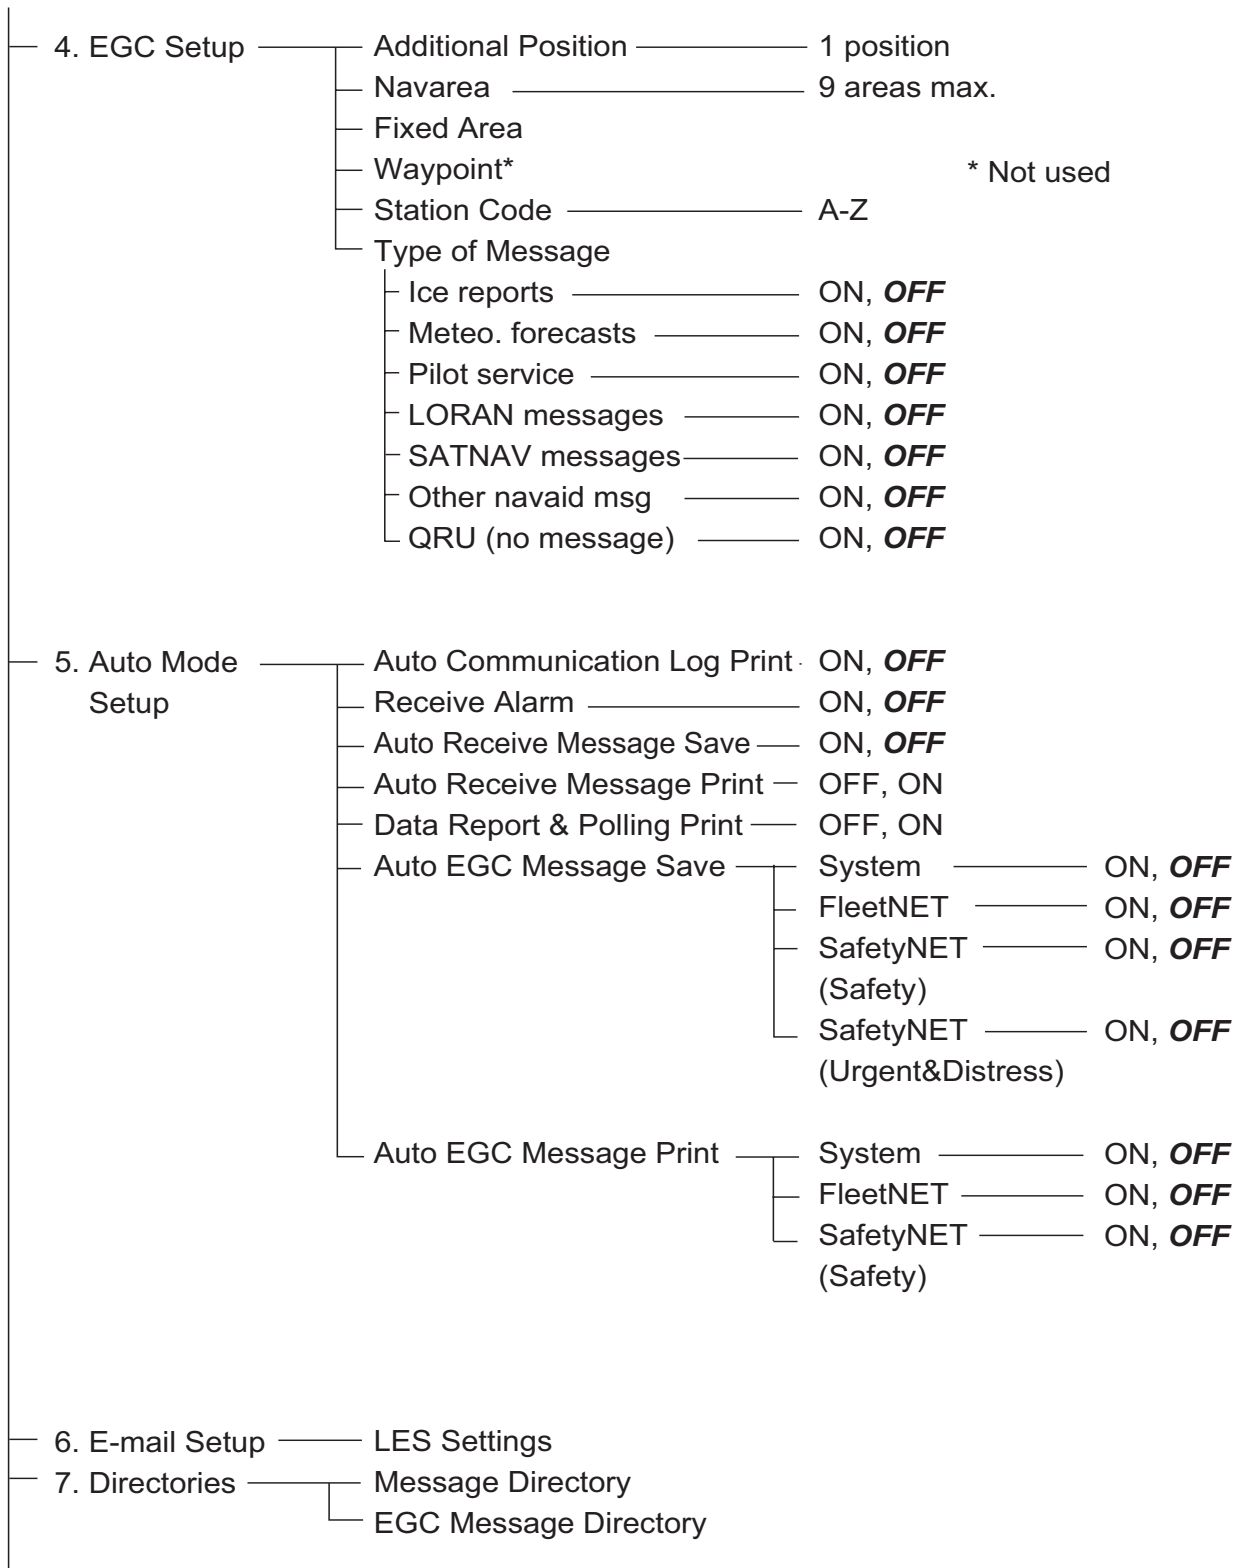 4. EGC Setup Additional Position 1 position
Navarea 9 areas max.
Fixed Area
Waypoint* * Not used
Station Code A-Z
Type of Message
Ice reports ON, OFF
Meteo. forecasts ON, OFF
Pilot service ON, OFF
LORAN messages ON, OFF
SATNAV messages ON, OFF
Other navaid msg ON, OFF
QRU (no message) ON, OFF
5. Auto Mode Auto Communication Log Print ON, OFF
Setup Receive Alarm ON, OFF
Auto Receive Message Save ON, OFF
Auto Receive Message Print OFF, ON
Data Report & Polling Print OFF, ON
Auto EGC Message Save System ON, OFF
FleetNET ON, OFF
SafetyNET ON, OFF
(Safety)
SafetyNET ON, OFF
(Urgent&Distress)
Auto EGC Message Print System ON, OFF
FleetNET ON, OFF
SafetyNET ON, OFF
(Safety)
6. E-mail Setup LES Settings
7. Directories Message Directory
EGC Message Directory